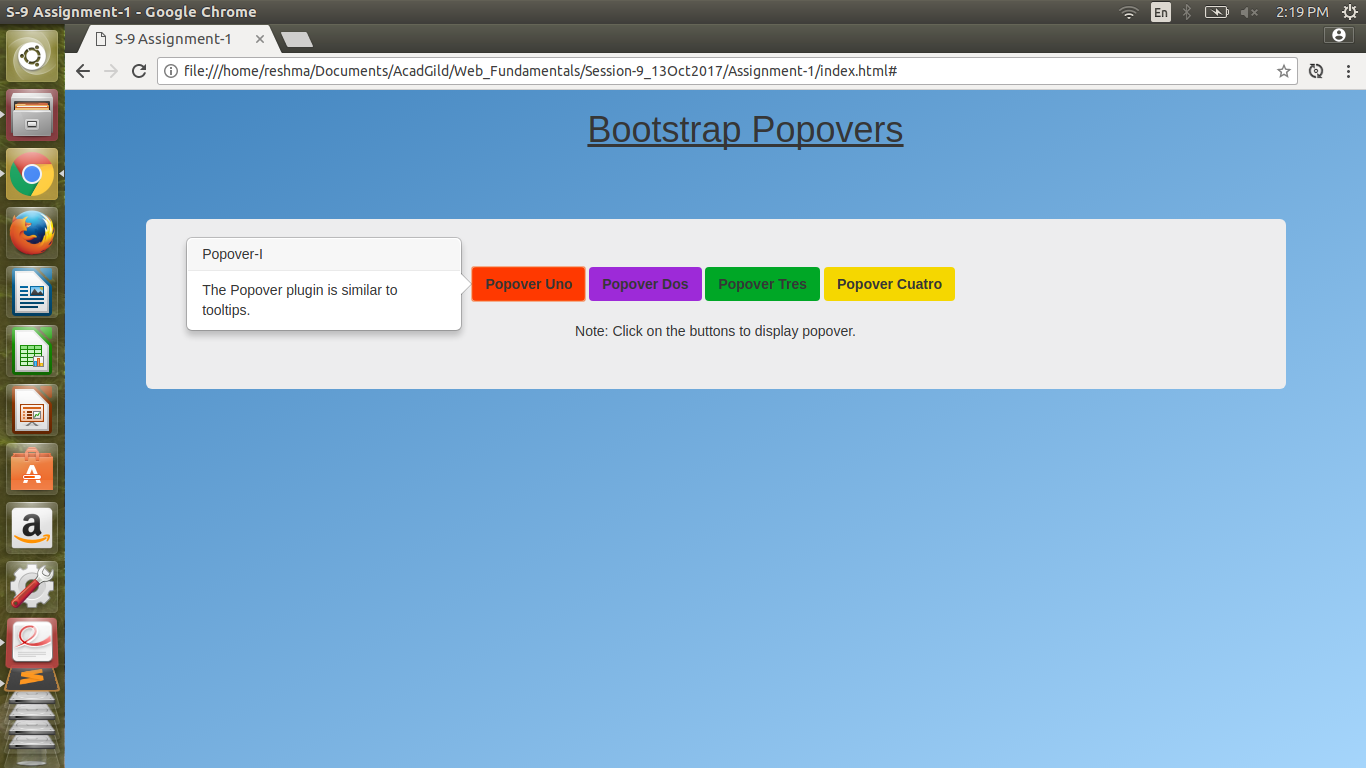 S-9 Assignment-1 - Google Chrome
En
2:19 PM
S-9 Assignment-1
file:///home/reshma/Documents/AcadGild/Web_Fundamentals/Session-9_13Oct2017/Assignment-1/index.html#
Bootstrap Popovers
Popover-I
The Popover plugin is similar to
tooltips.
Popover Uno
Popover Dos
Popover Tres
Popover Cuatro
Note: Click on the buttons to display popover.